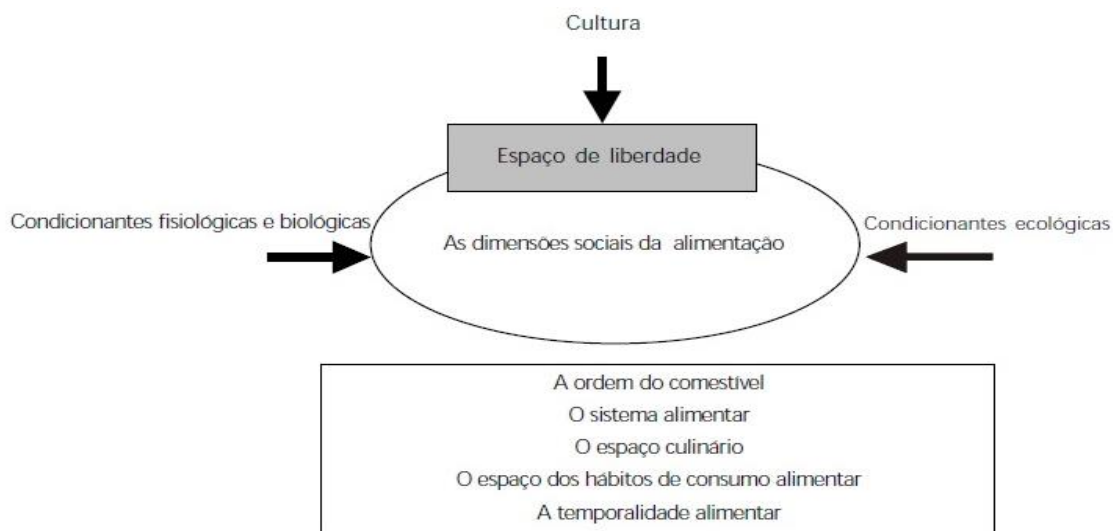 Cultura
Espaço de liberdade
Condicionantes fisiológicas e biológicas
Condicionantes ecológicas
As dimensões sociais da alimentação
A ordem do comestível
O sistema alimentar
O espaço culinário
O espaço dos hábitos de consumo alimentar
A temporalidade alimentar